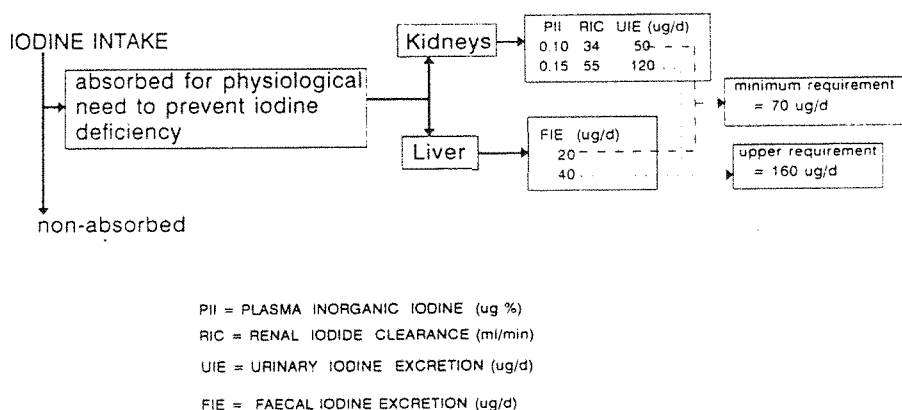 IODINE INTAKE
absorbed for physiological
need to prevent iodine
deficiency
non-absorbed
Kidneys
Liver
PII RIC UIE (ug/d)
0.10 34 50
0.15 55 120
FIE (ug/d)
20
40
minimum requirement
= 70 ug/d
upper requirement
= 160 ug/d
PII = PLASMA INORGANIC IODINE (ug %)
RIC = RENAL IODIDE CLEARANCE (ml/min)
UIE = URINARY IODINE EXCRETION (ug/d)
FIE = FAECAL IODINE EXCRETION (ug/d)